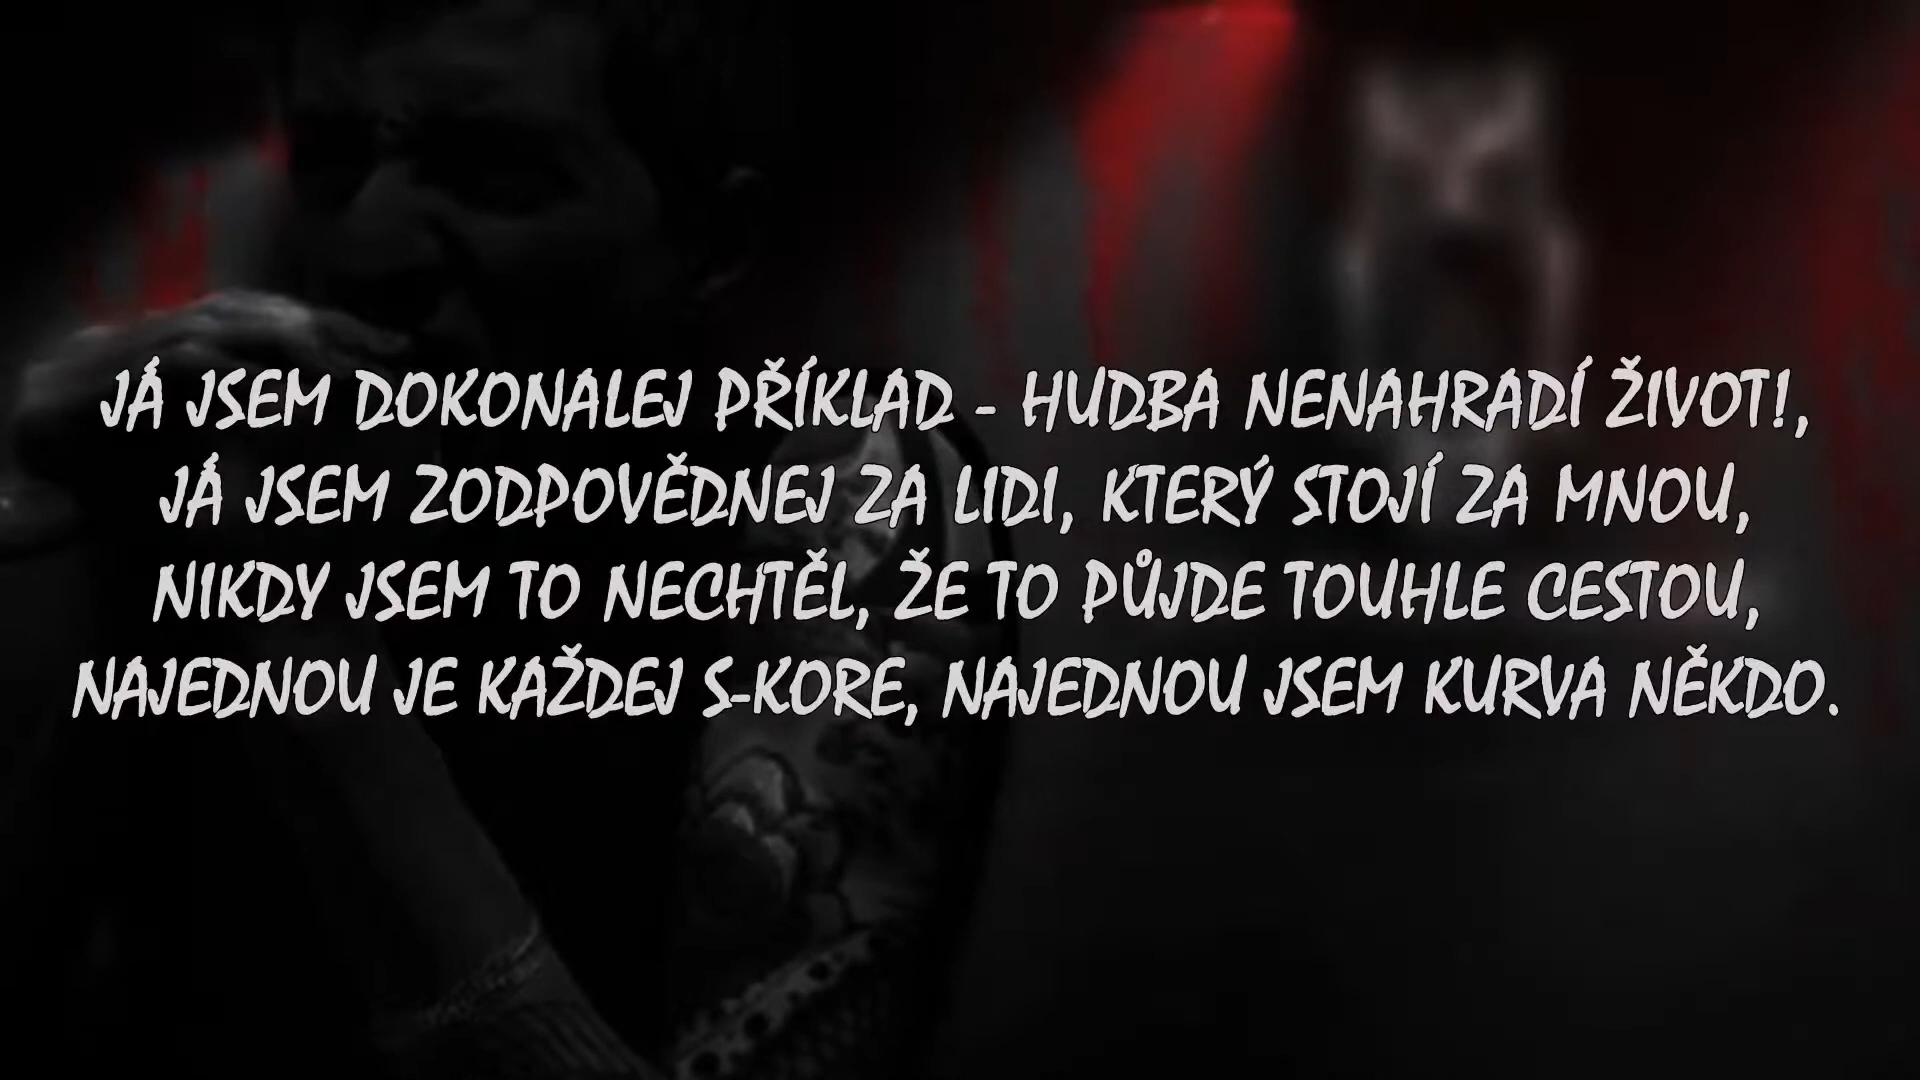 JÁ JSEM DOKONALEJ PŘÍKLAD - HUDBA NENAHRADÍ ŽIVOT!,
JÁ JSEM ZODPOVĚDNEJ ZA LIDI, KTERÝ STOJÍ ZA MNOU,
NIKDY JSEM TO NECHTĚL, ŽE TO PŮJDE TOUHLE CESTOU,
NAJEDNOU JE KAŽDEJ S-KORE, NAJEDNOU JSEM KURVA NĚKDO.